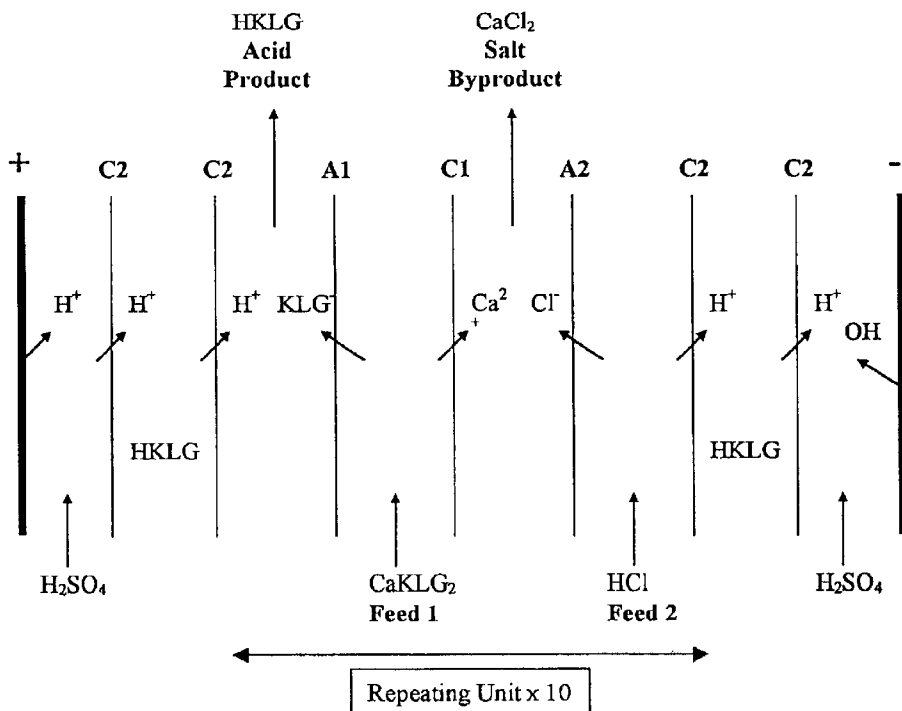 HKLG
Acid
Product
CaCl₂
Salt
Byproduct
+ C2 C2 A1 C1 A2 C2 C2 -
H⁺ H⁺ H⁺ KLG⁻ Ca² Cl⁻ H⁺ H⁺
+
OH
HKLG HKLG
H₂SO₄ CaKLG₂ HCl H₂SO₄
Feed 1 Feed 2
Repeating Unit x 10